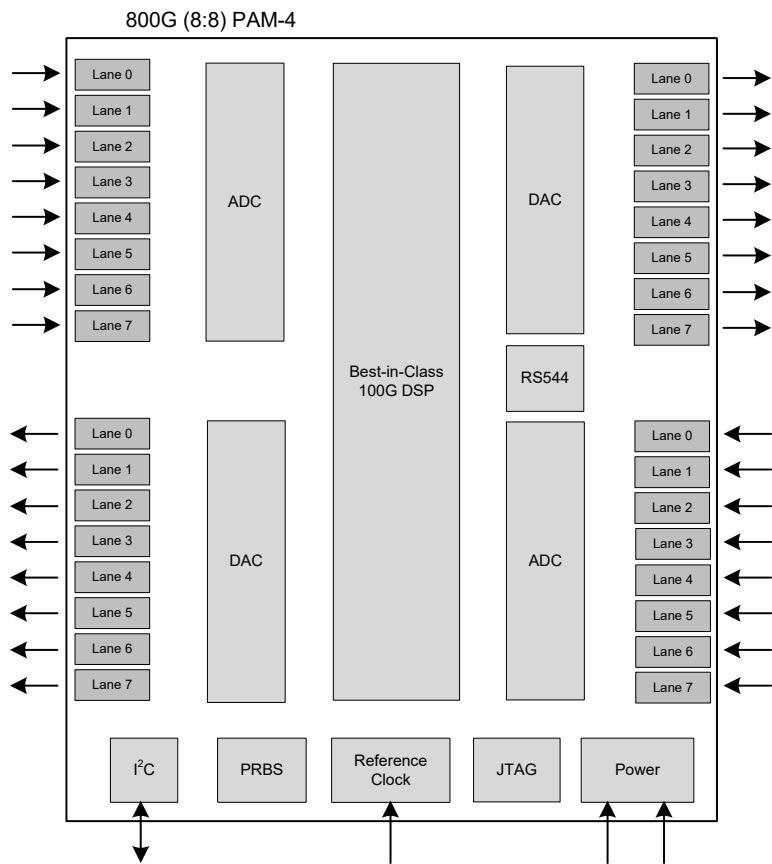 800G (8:8) PAM-4
Lane 0
Lane 1
Lane 2
Lane 3
Lane 4
Lane 5
Lane 6
Lane 7
ADC
Best-in-Class
100G DSP
DAC
RS544
Lane 0
Lane 1
Lane 2
Lane 3
Lane 4
Lane 5
Lane 6
Lane 7
Lane 0
Lane 1
Lane 2
Lane 3
Lane 4
Lane 5
Lane 6
Lane 7
DAC
ADC
Lane 0
Lane 1
Lane 2
Lane 3
Lane 4
Lane 5
Lane 6
Lane 7
I²C
PRBS
Reference
Clock
JTAG
Power